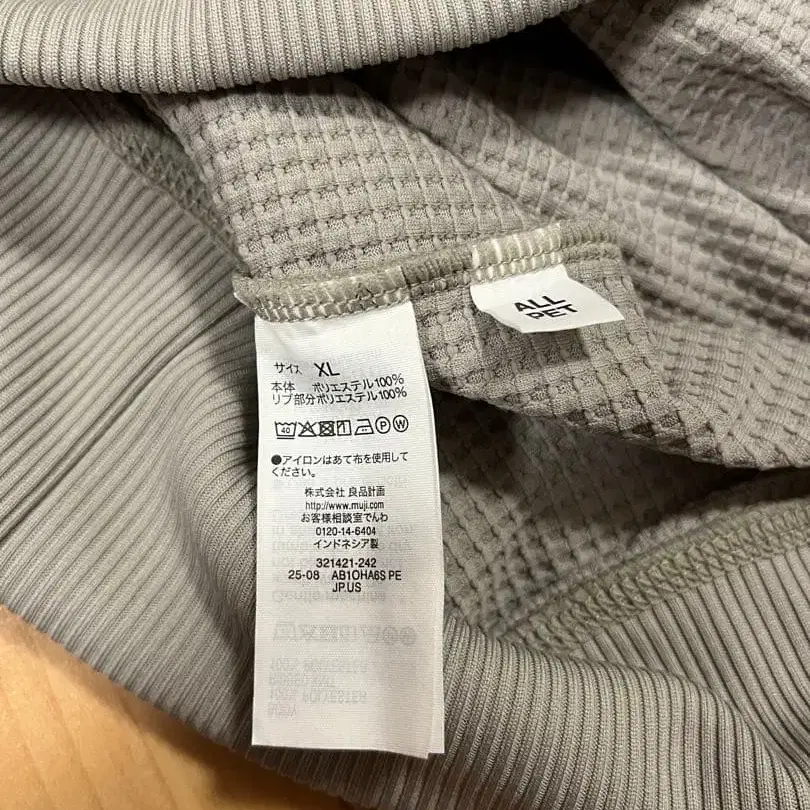 ALL
PET
サイズ XL
本体 ポリエステル100%
リブ部分ポリエステル100%
40 P W
●アイロンはあて布を使用して
ください。
株式会社 良品計画
http://www.muji.com
お客様相談室でんわ
0120-14-6404
インドネシア製
321421-242
25-08 AB1OHA6S PE
JP.US